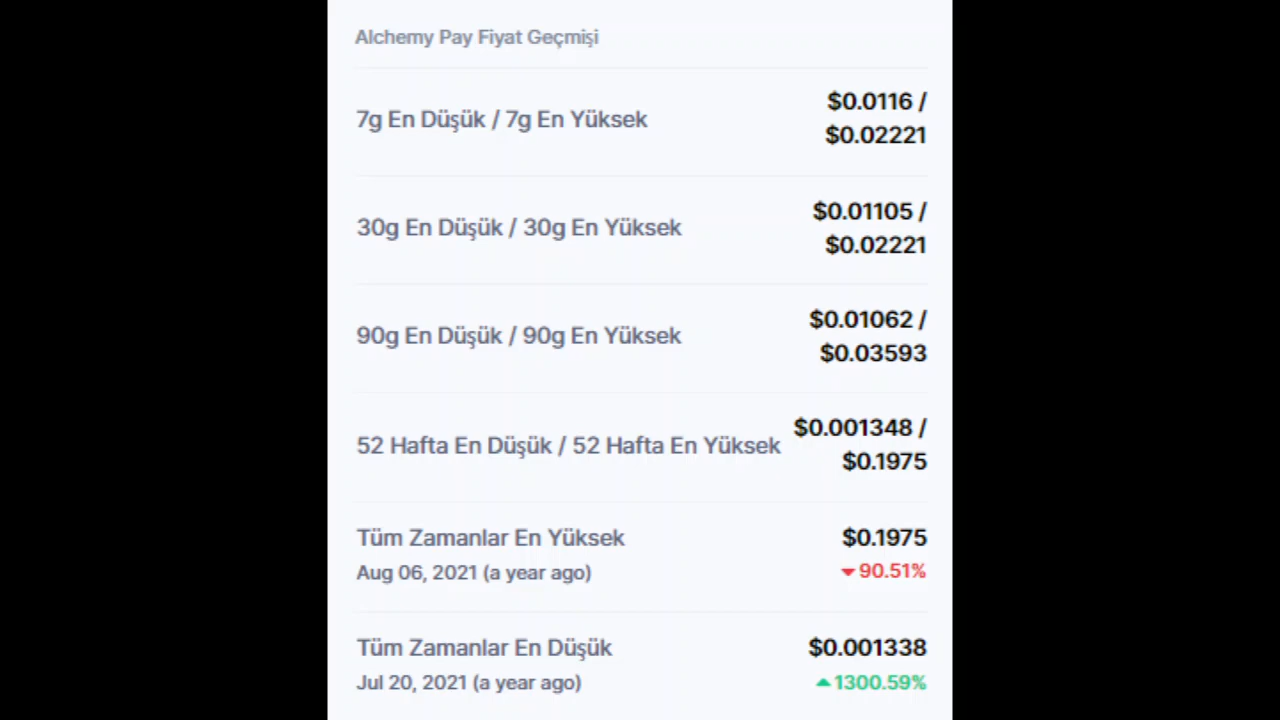 Alchemy Pay Fiyat Geçmişi
7g En Düşük / 7g En Yüksek
$0.0116 /
$0.02221
30g En Düşük / 30g En Yüksek
$0.01105 /
$0.02221
90g En Düşük / 90g En Yüksek
$0.01062 /
$0.03593
52 Hafta En Düşük / 52 Hafta En Yüksek
$0.001348 /
$0.1975
Tüm Zamanlar En Yüksek
$0.1975
Aug 06, 2021 (a year ago)
90.51%
Tüm Zamanlar En Düşük
$0.001338
Jul 20, 2021 (a year ago)
1300.59%